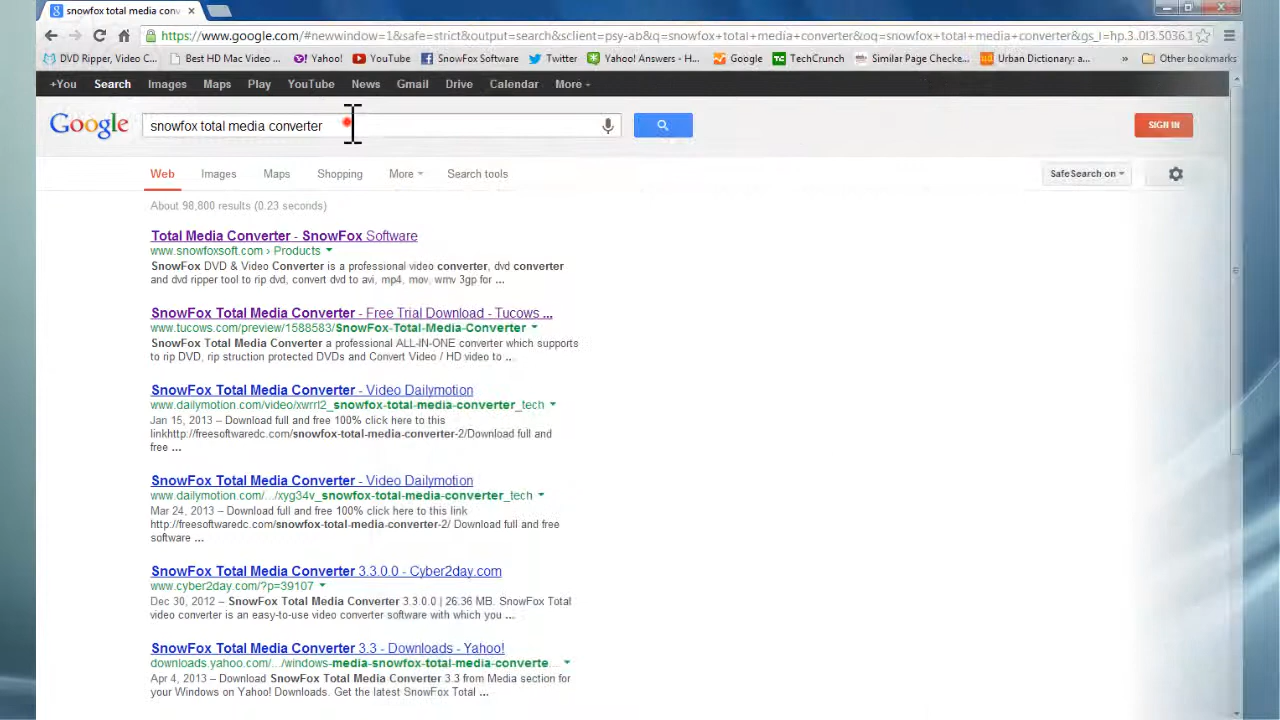 snowfox total media conv
https://www.google.com/#newwindow=1&safe=strict&output=search&sclient=psy-ab&q=snowfox+total+media+converter&oq=snowfox+total+media+converter&gs_l=hp.3.0l3.5036.1
DVD Ripper, Video C... Best HD Mac Video ... Yahoo! YouTube SnowFox Software Twitter Yahoo! Answers - H... Google TechCrunch Similar Page Checke... Urban Dictionary: a... » Other bookmarks
+You Search Images Maps Play YouTube News Gmail Drive Calendar More
Google snowfox total media converter SIGN IN
Web Images Maps Shopping More Search tools SafeSearch on
About 98,800 results (0.23 seconds)
Total Media Converter - SnowFox Software
www.snowfoxsoft.com › Products
SnowFox DVD & Video Converter is a professional video converter, dvd converter
and dvd ripper tool to rip dvd, convert dvd to avi, mp4, mov, wmv 3gp for ...
SnowFox Total Media Converter - Free Trial Download - Tucows ...
www.tucows.com/preview/1588583/SnowFox-Total-Media-Converter
SnowFox Total Media Converter a professional ALL-IN-ONE converter which supports
to rip DVD, rip struction protected DVDs and Convert Video / HD video to ...
SnowFox Total Media Converter - Video Dailymotion
www.dailymotion.com/video/xwrrl2_snowfox-total-media-converter_tech
Jan 15, 2013 – Download full and free 100% click here to this
linkhttp://freesoftwaredc.com/snowfox-total-media-converter-2/Download full and
free ...
SnowFox Total Media Converter - Video Dailymotion
www.dailymotion.com/.../xyg34v_snowfox-total-media-converter_tech
Mar 24, 2013 – Download full and free 100% click here to this link
http://freesoftwaredc.com/snowfox-total-media-converter-2/ Download full and free
software ...
SnowFox Total Media Converter 3.3.0.0 - Cyber2day.com
www.cyber2day.com/?p=39107
Dec 30, 2012 – SnowFox Total Media Converter 3.3.0.0 | 26.36 MB. SnowFox Total
video converter is an easy-to-use video converter software with which you ...
SnowFox Total Media Converter 3.3 - Downloads - Yahoo!
downloads.yahoo.com/.../windows-media-snowfox-total-media-converte...
Apr 4, 2013 – Download SnowFox Total Media Converter 3.3 from Media section for
your Windows on Yahoo! Downloads. Get the latest SnowFox Total ...